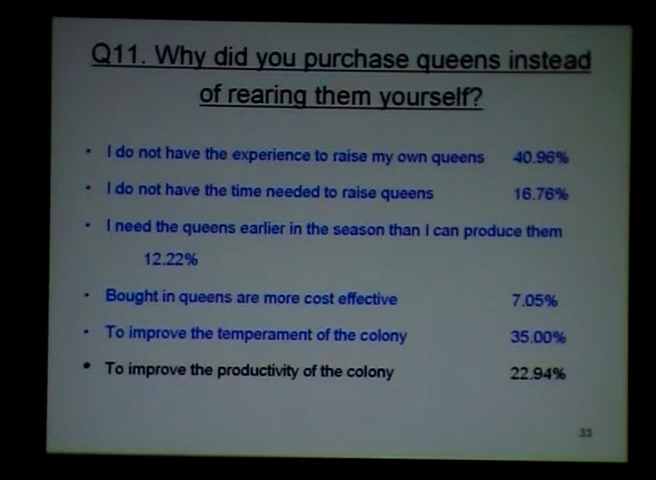 Q11. Why did you purchase queens instead
of rearing them yourself?
• I do not have the experience to raise my own queens 40.96%
• I do not have the time needed to raise queens 16.76%
• I need the queens earlier in the season than I can produce them
12.22%
• Bought in queens are more cost effective 7.05%
• To improve the temperament of the colony 35.00%
• To improve the productivity of the colony 22.94%
33